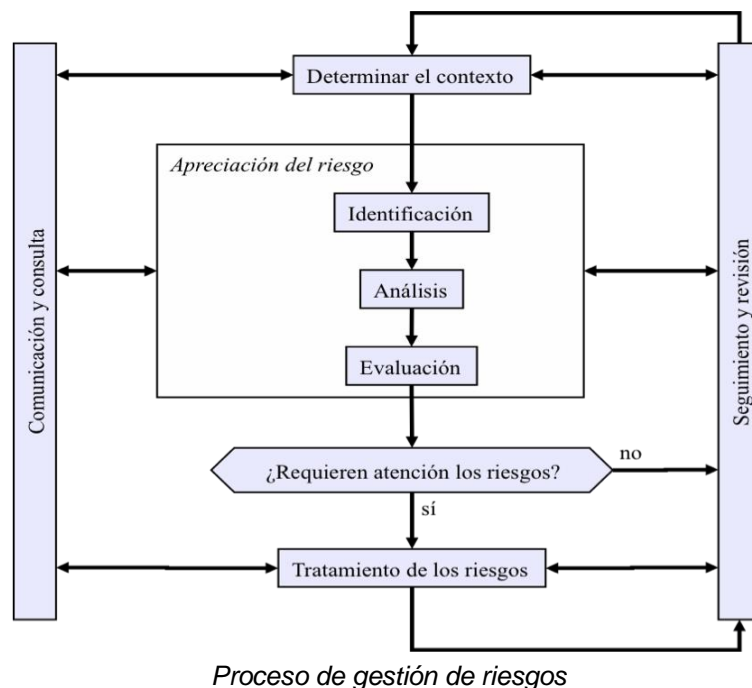 Determinar el contexto
Apreciación del riesgo
Identificación
Análisis
Evaluación
Comunicación y consulta
Seguimiento y revisión
¿Requieren atención los riesgos?
no
sí
Tratamiento de los riesgos
Proceso de gestión de riesgos